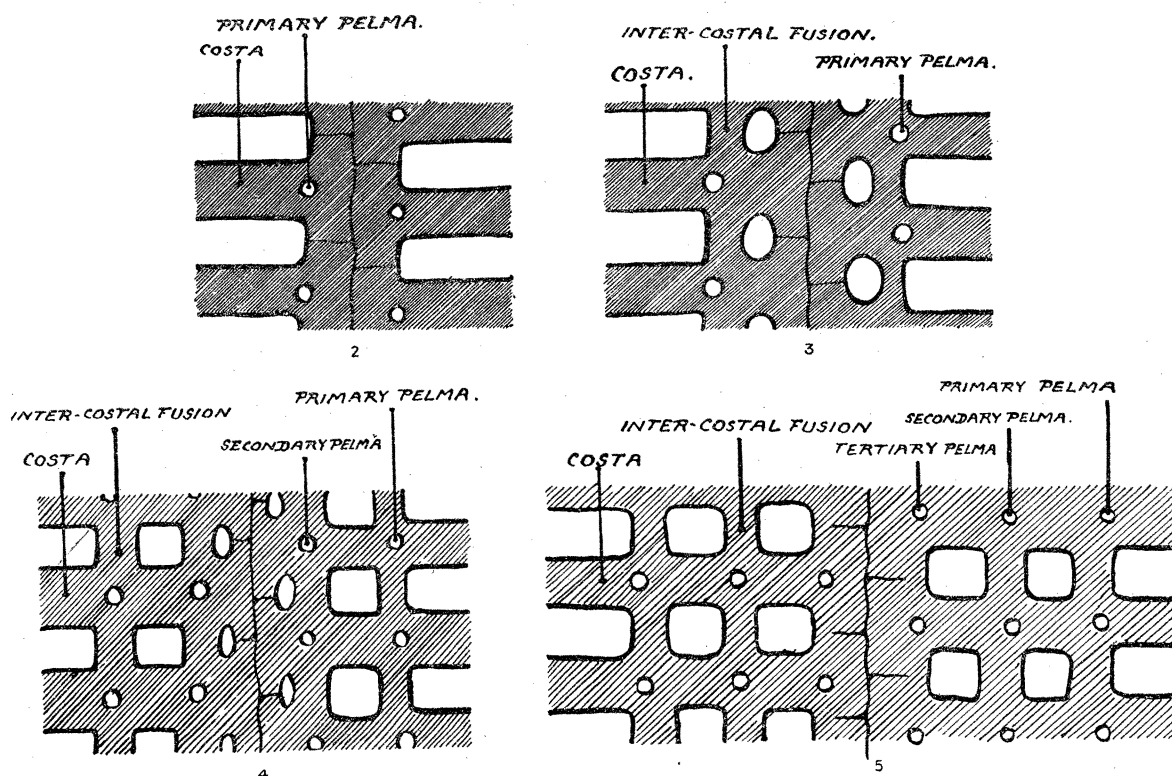 PRIMARY PELMA.
COSTA
2
INTER-COSTAL FUSION.
COSTA.
PRIMARY PELMA.
3
INTER-COSTAL FUSION
PRIMARY PELMA.
SECONDARY PELMA
COSTA
4
PRIMARY PELMA
SECONDARY PELMA.
INTER-COSTAL FUSION
TERTIARY PELMA
COSTA
5